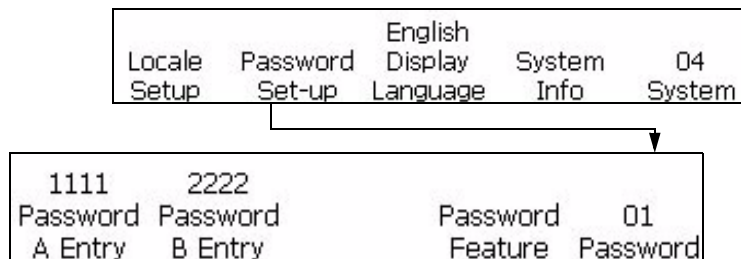 English
Locale Password Display System 04
Setup Set-up Language Info System
1111 2222
Password Password Password 01
A Entry B Entry Feature Password